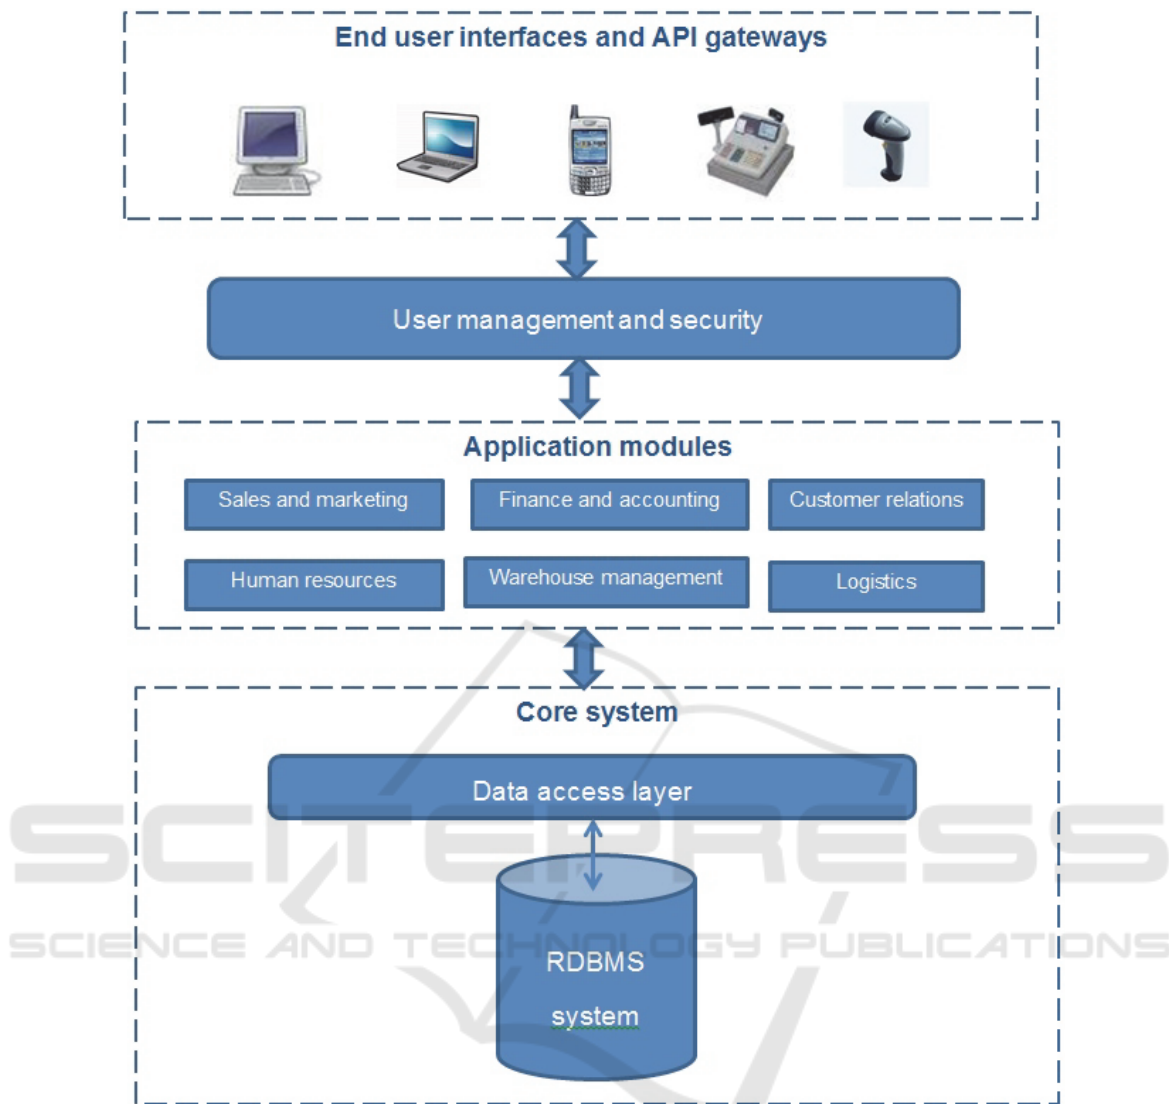 End user interfaces and API gateways
User management and security
Application modules
Sales and marketing
Finance and accounting
Customer relations
Human resources
Warehouse management
Logistics
Core system
Data access layer
SCITEPRESS
SCIENCE AND TECHNOLOGY PUBLICATIONS
RDBMS
system